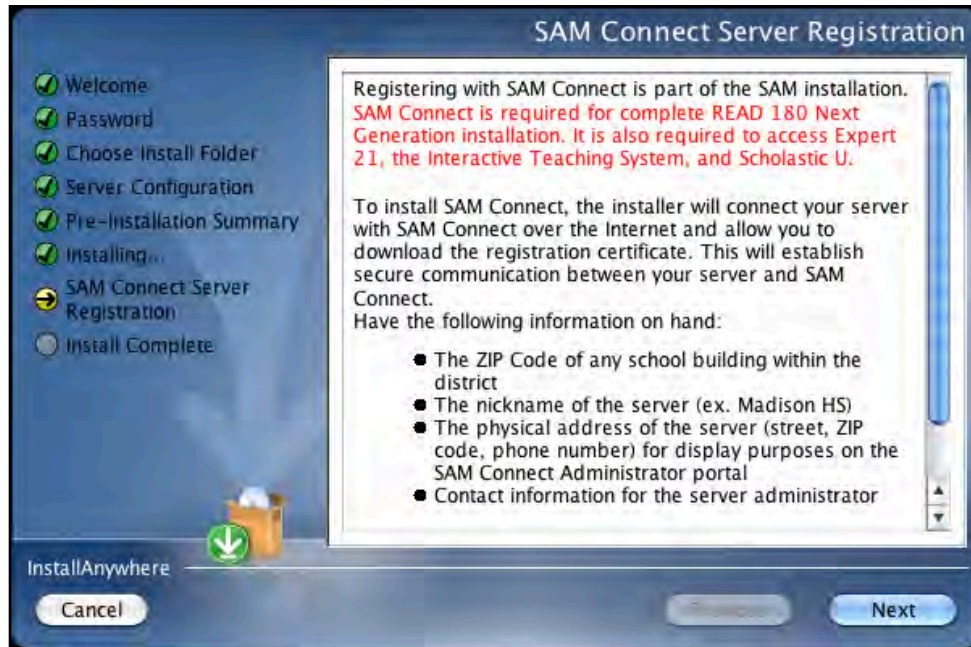 SAM Connect Server Registration
Welcome
Password
Choose Install Folder
Server Configuration
Pre-Installation Summary
Installing...
SAM Connect Server
Registration
Install Complete
Registering with SAM Connect is part of the SAM installation.
SAM Connect is required for complete READ 180 Next
Generation installation. It is also required to access Expert
21, the Interactive Teaching System, and Scholastic U.
To install SAM Connect, the installer will connect your server
with SAM Connect over the Internet and allow you to
download the registration certificate. This will establish
secure communication between your server and SAM
Connect.
Have the following information on hand:
● The ZIP Code of any school building within the
district
● The nickname of the server (ex. Madison HS)
● The physical address of the server (street, ZIP
code, phone number) for display purposes on the
SAM Connect Administrator portal
● Contact information for the server administrator
InstallAnywhere
Cancel
Next